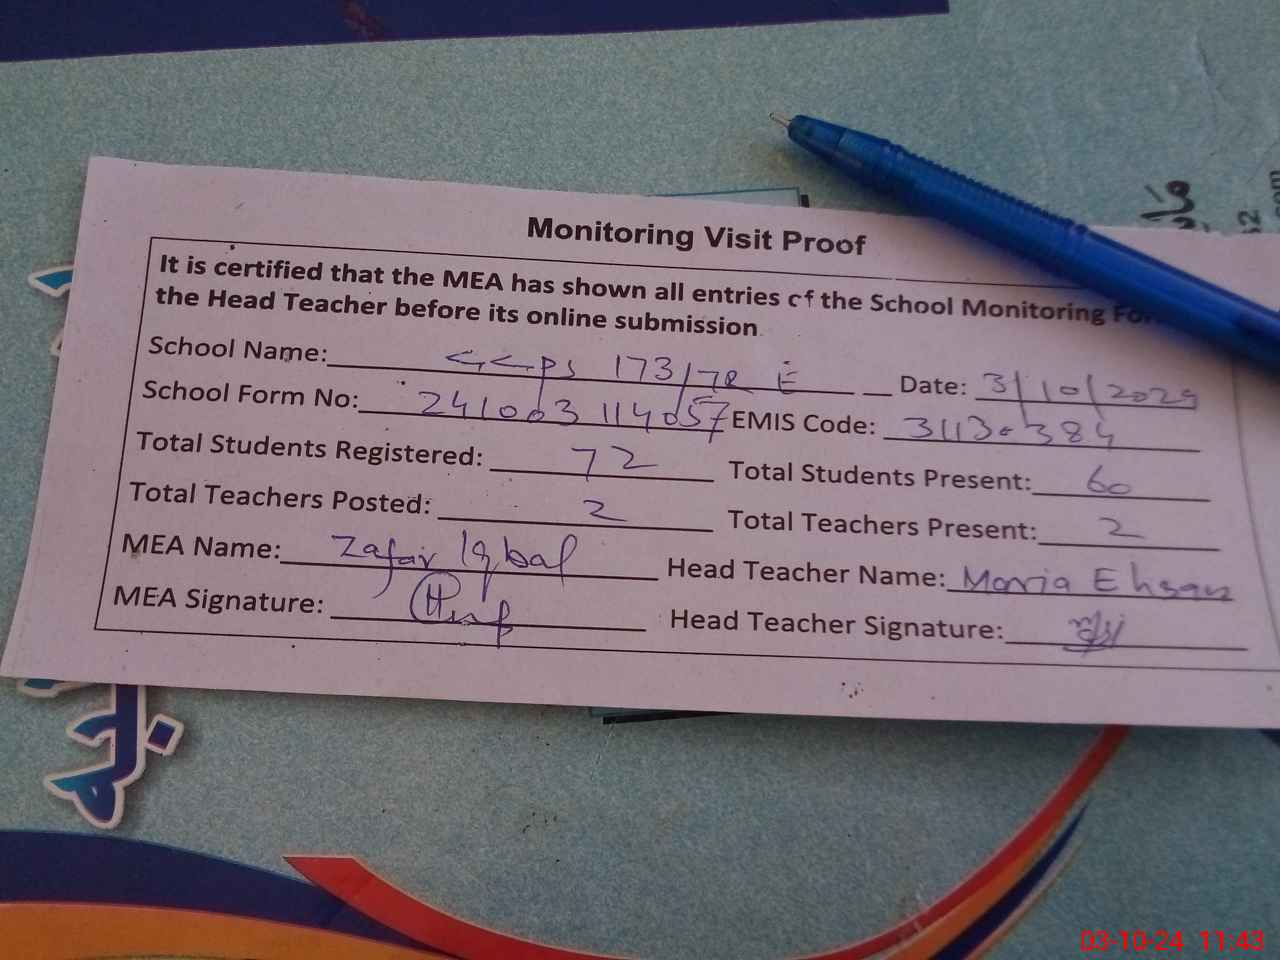 Monitoring Visit Proof
It is certified that the MEA has shown all entries of the School Monitoring
the Head Teacher before its online submission
School Name: GGPS 173/7R E Date: 3/10/2024
School Form No: 241003114057 EMIS Code: 31130384
Total Students Registered: 72 Total Students Present: 60
Total Teachers Posted: 2 Total Teachers Present: 2
MEA Name: Zafar Iqbal Head Teacher Name: Maria Ehsan
MEA Signature: Head Teacher Signature:
03-10-24 11:43